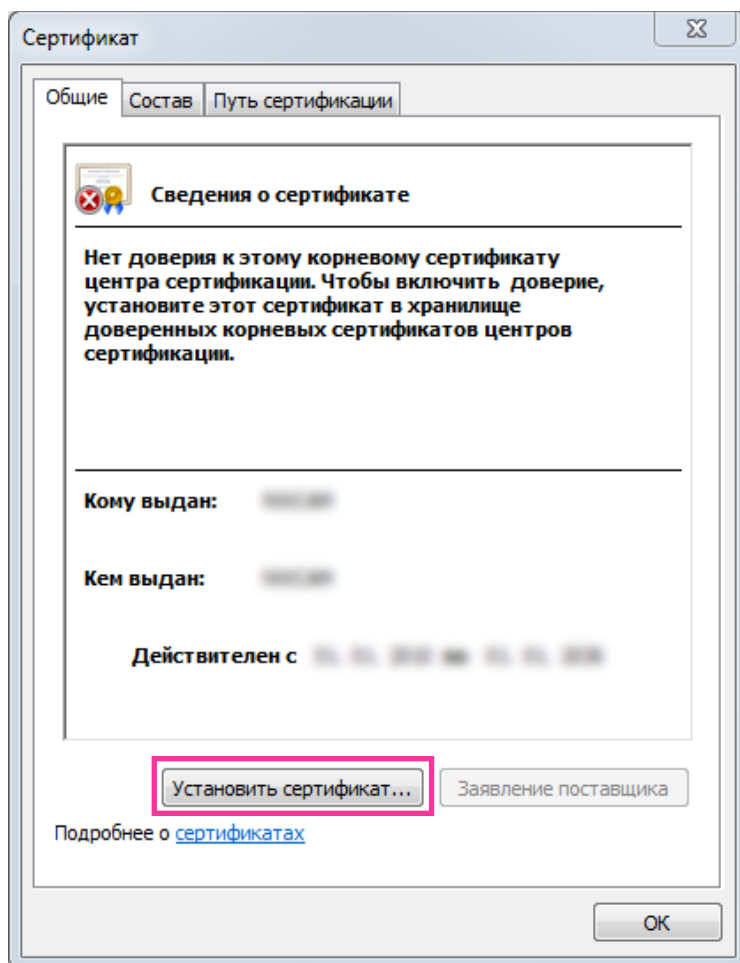 Сертификат
Общие Состав Путь сертификации
Сведения о сертификате
Нет доверия к этому корневому сертификату
центра сертификации. Чтобы включить доверие,
установите этот сертификат в хранилище
доверенных корневых сертификатов центров
сертификации.
Кому выдан:
Кем выдан:
Действителен с
Установить сертификат... Заявление поставщика
Подробнее о сертификатах
ОК